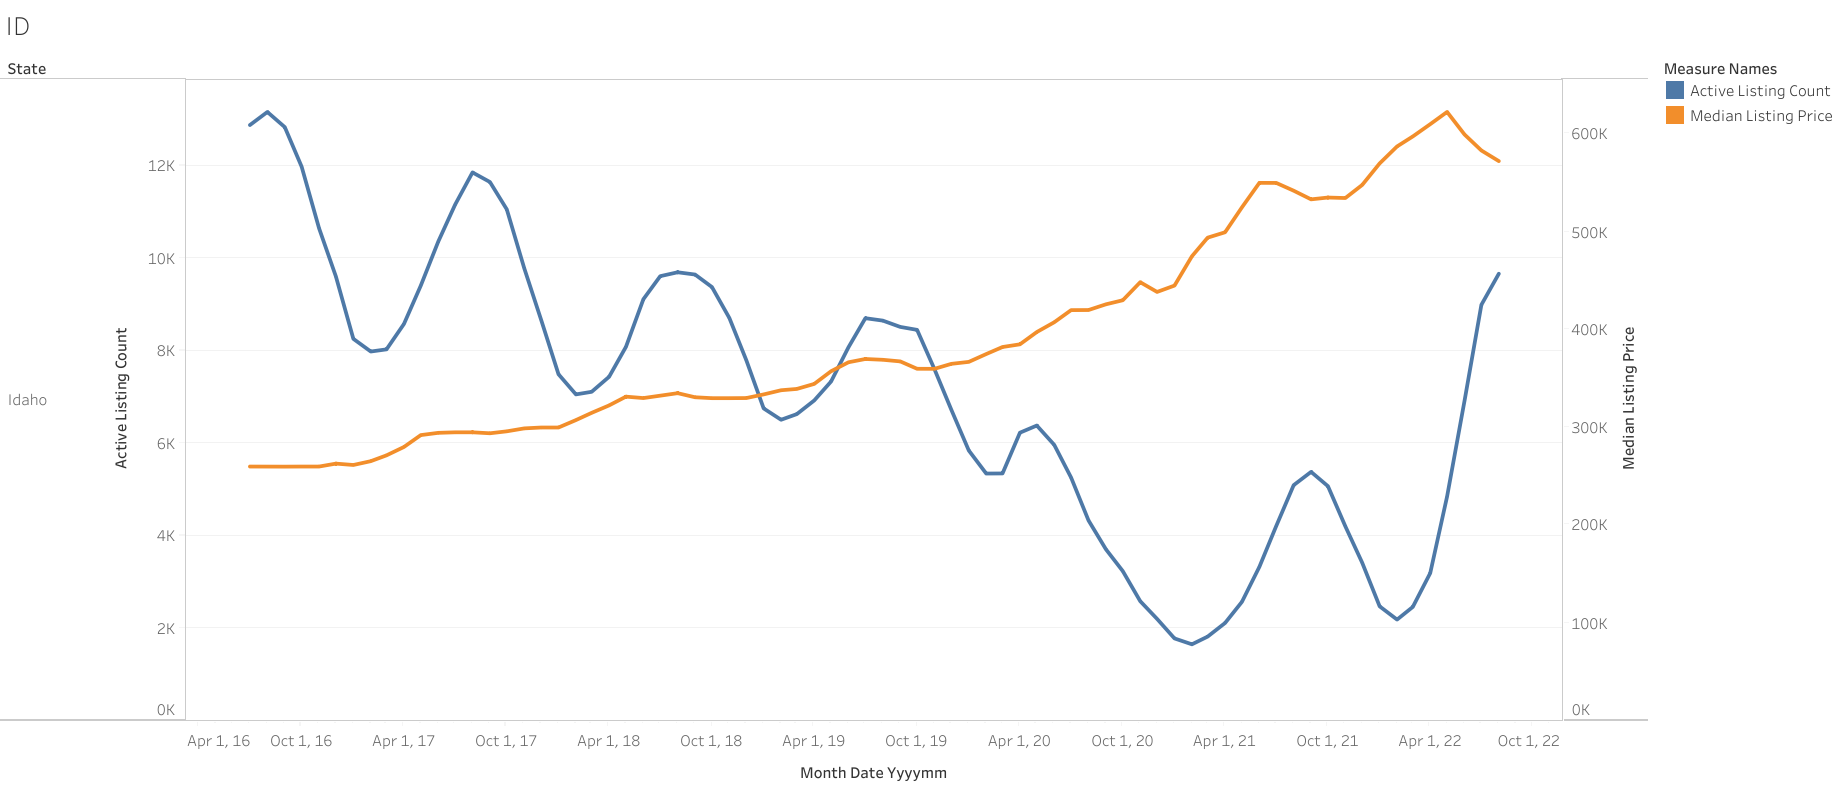 ID
State
Measure Names
Active Listing Count
Median Listing Price
Idaho
Active Listing Count
12K
10K
8K
6K
4K
2K
0K
600K
500K
400K
300K
200K
100K
0K
Median Listing Price
Apr 1, 16 Oct 1, 16 Apr 1, 17 Oct 1, 17 Apr 1, 18 Oct 1, 18 Apr 1, 19 Oct 1, 19 Apr 1, 20 Oct 1, 20 Apr 1, 21 Oct 1, 21 Apr 1, 22 Oct 1, 22
Month Date Yyyymm